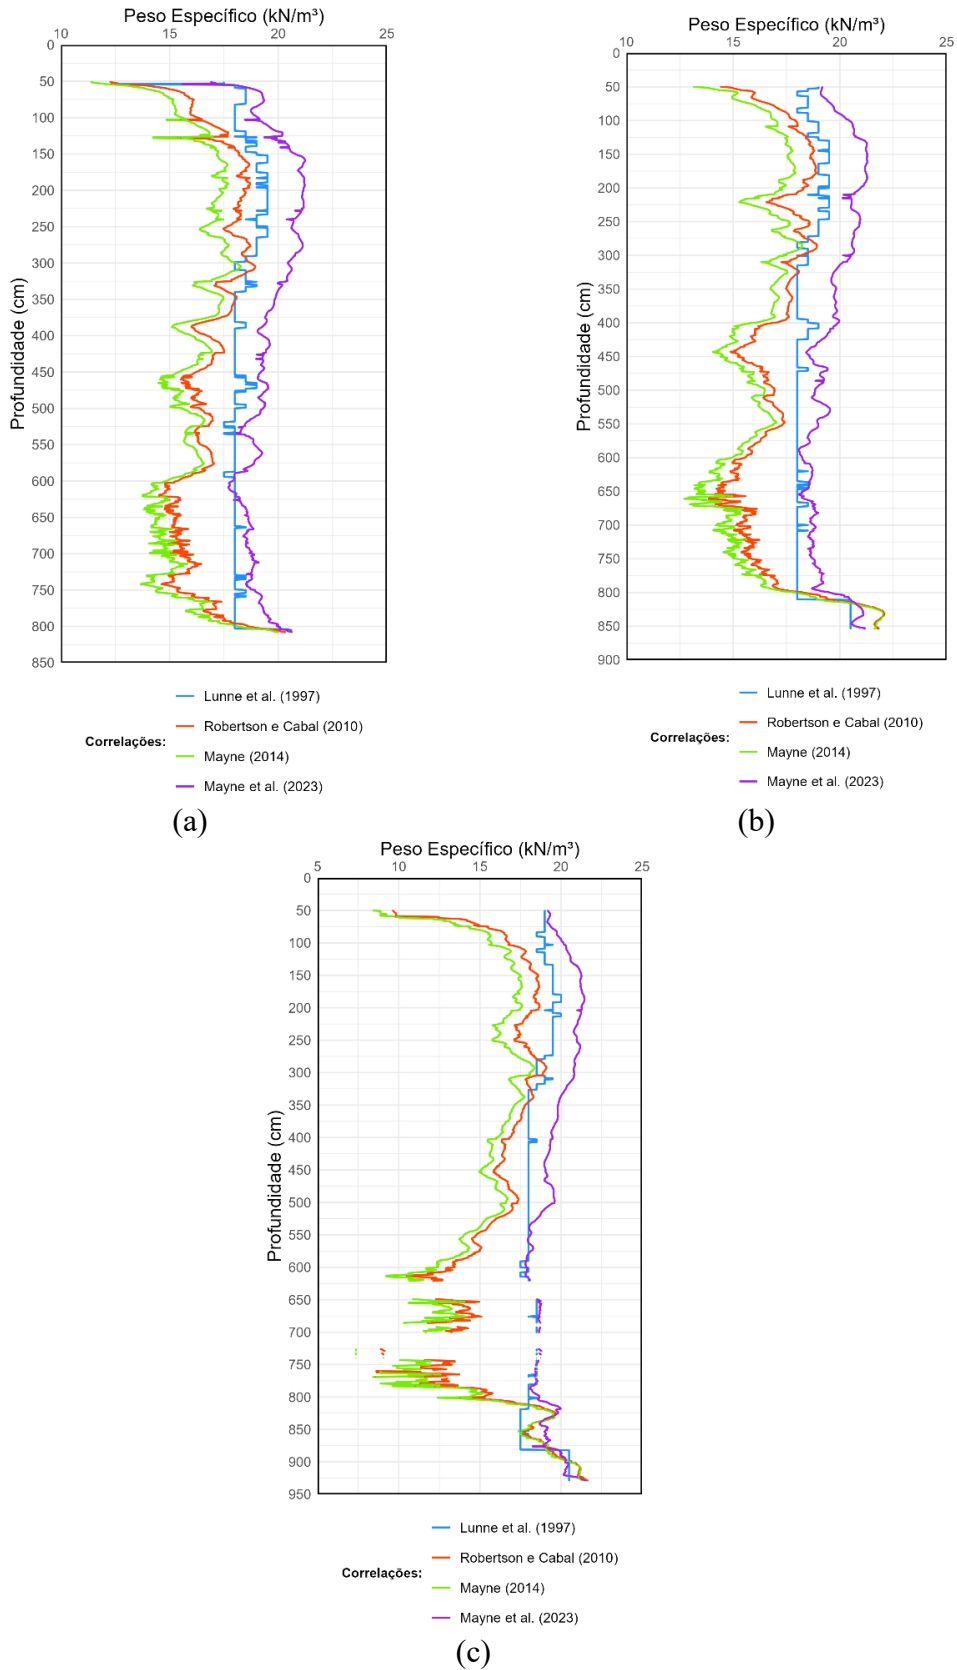 Peso Específico (kN/m³)
10 15 20 25
0
50
100
150
200
250
300
350
400
450
500
550
600
650
700
750
800
850
Profundidade (cm)
Correlações:
Lunne et al. (1997)
Robertson e Cabal (2010)
Mayne (2014)
Mayne et al. (2023)
(a)
Peso Específico (kN/m³)
10 15 20 25
0
50
100
150
200
250
300
350
400
450
500
550
600
650
700
750
800
850
900
Profundidade (cm)
Correlações:
Lunne et al. (1997)
Robertson e Cabal (2010)
Mayne (2014)
Mayne et al. (2023)
(b)
Peso Específico (kN/m³)
5 10 15 20 25
0
50
100
150
200
250
300
350
400
450
500
550
600
650
700
750
800
850
900
950
Profundidade (cm)
Correlações:
Lunne et al. (1997)
Robertson e Cabal (2010)
Mayne (2014)
Mayne et al. (2023)
(c)